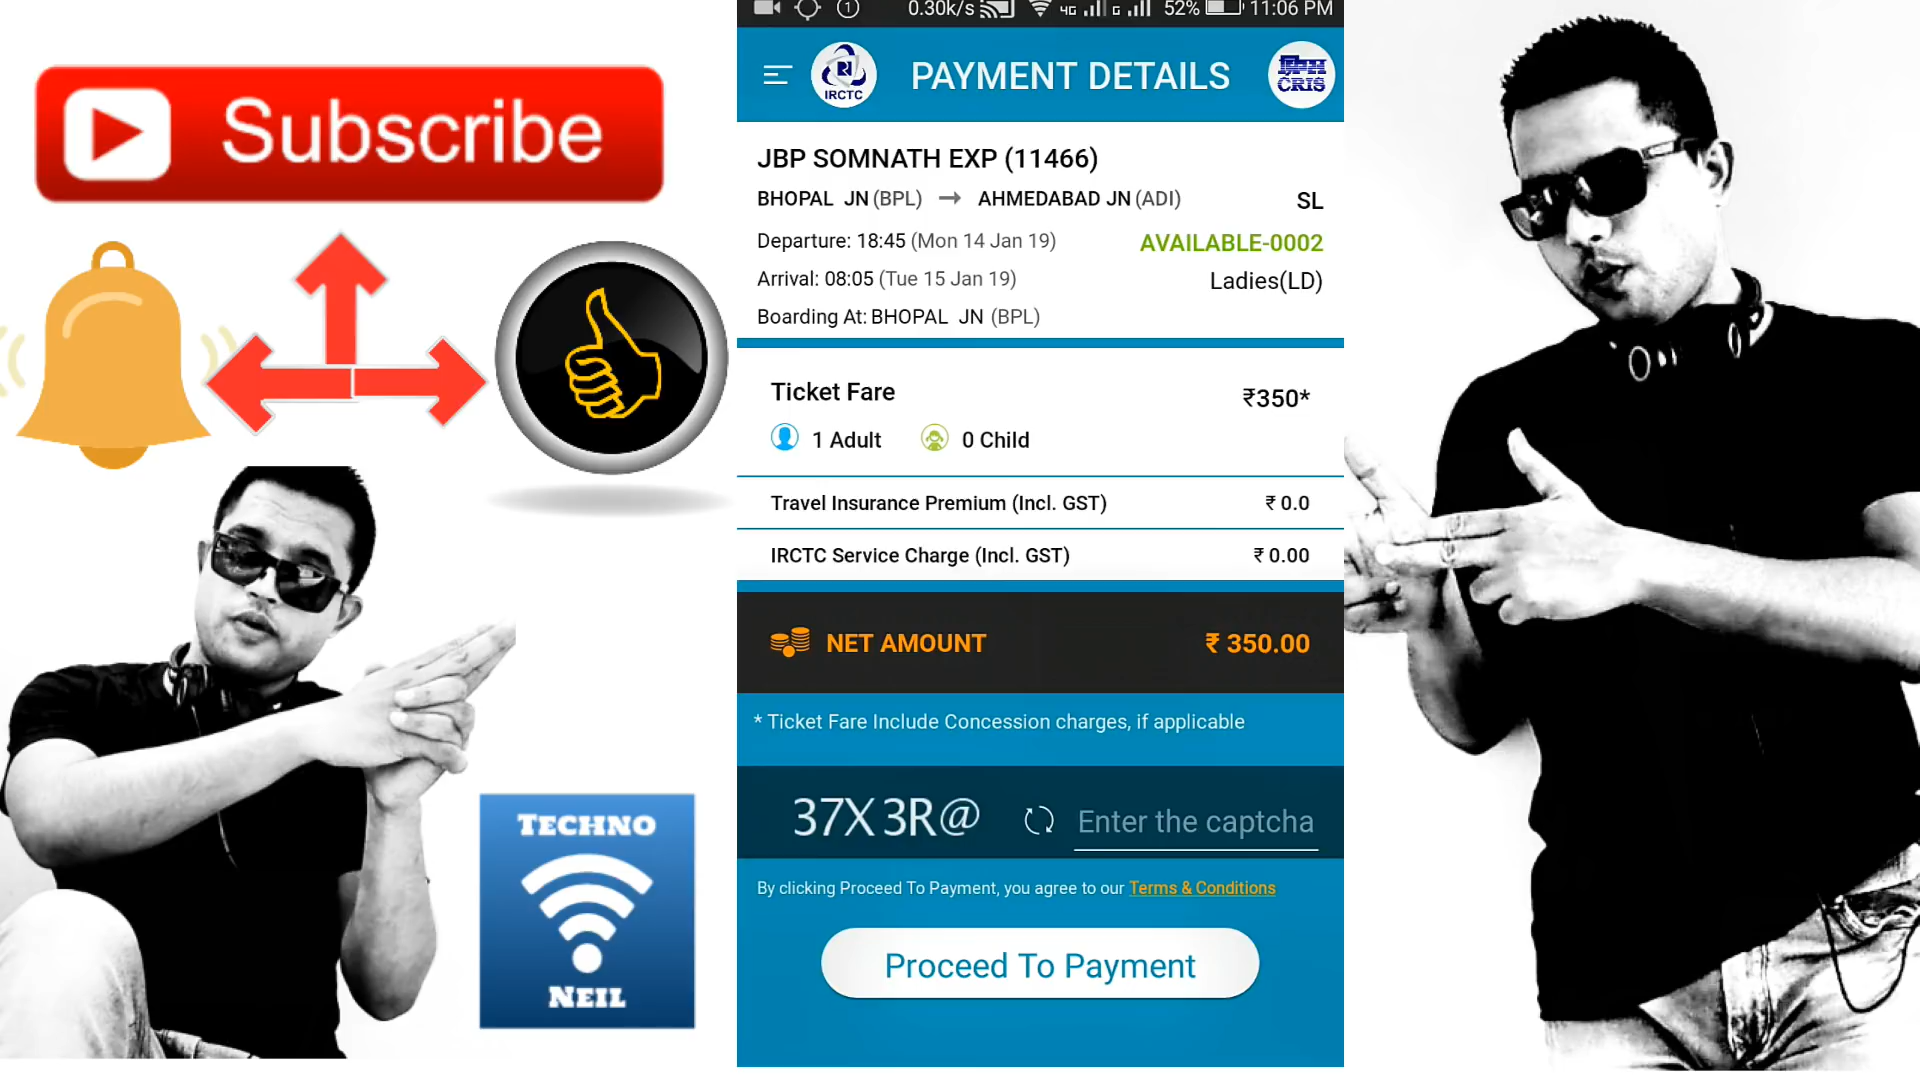 Subscribe
TECHNO
NEIL
0.30k/s 4G G 52% 11:06 PM
IRCTC
PAYMENT DETAILS
CRIS
JBP SOMNATH EXP (11466)
BHOPAL JN (BPL) → AHMEDABAD JN (ADI) SL
Departure: 18:45 (Mon 14 Jan 19) AVAILABLE-0002
Arrival: 08:05 (Tue 15 Jan 19) Ladies(LD)
Boarding At: BHOPAL JN (BPL)
Ticket Fare ₹350*
1 Adult 0 Child
Travel Insurance Premium (Incl. GST) ₹ 0.0
IRCTC Service Charge (Incl. GST) ₹ 0.00
NET AMOUNT ₹ 350.00
* Ticket Fare Include Concession charges, if applicable
37X3R@ Enter the captcha
By clicking Proceed To Payment, you agree to our Terms & Conditions
Proceed To Payment